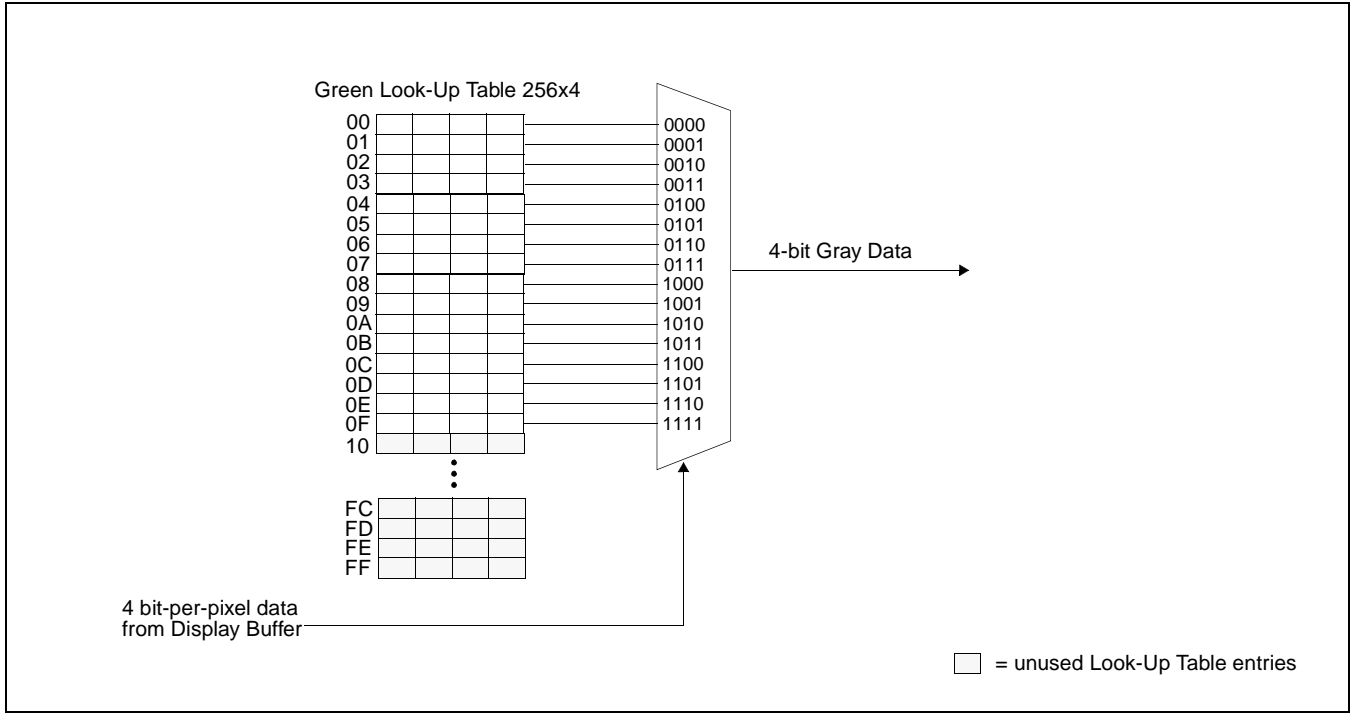 Green Look-Up Table 256x4
00
01
02
03
04
05
06
07
08
09
0A
0B
0C
0D
0E
0F
10
FC
FD
FE
FF
0000
0001
0010
0011
0100
0101
0110
0111
1000
1001
1010
1011
1100
1101
1110
1111
4-bit Gray Data
4 bit-per-pixel data
from Display Buffer
= unused Look-Up Table entries